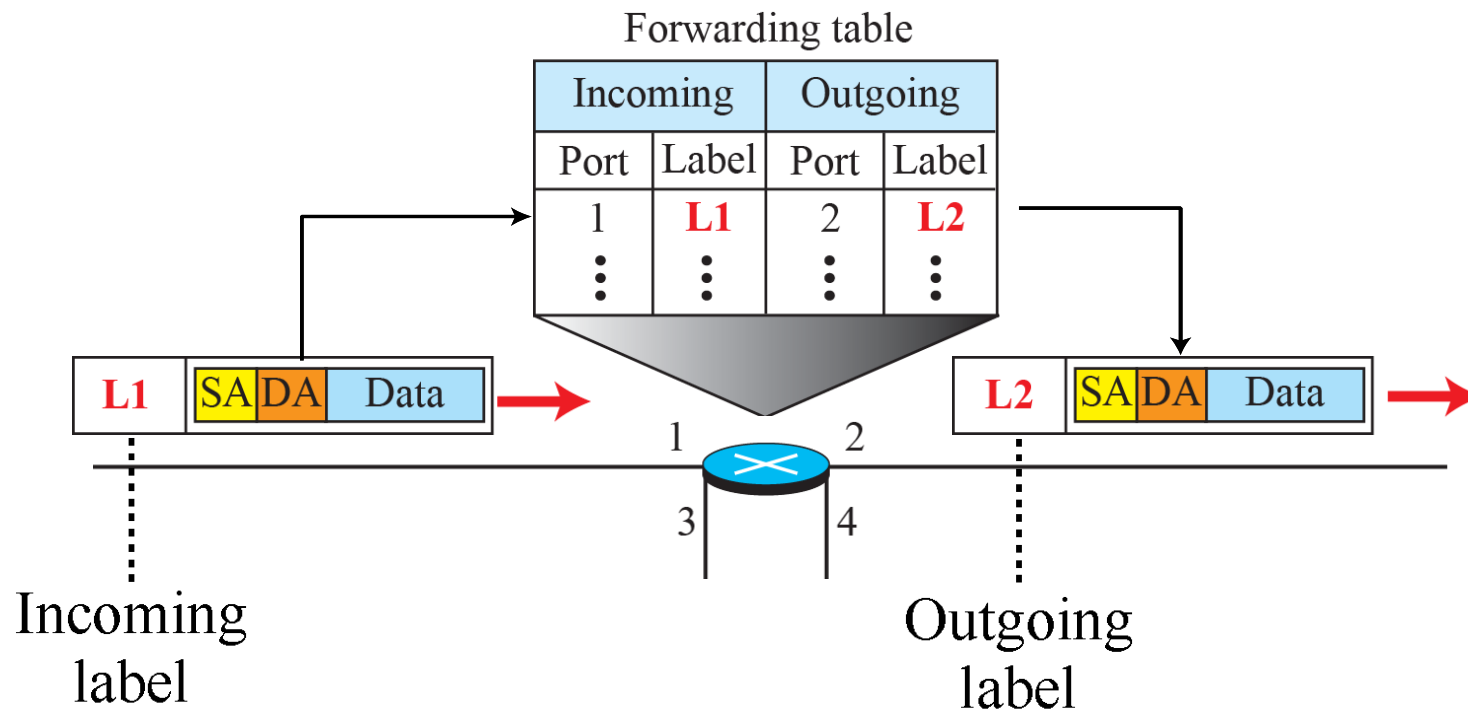 Forwarding table
Incoming Outgoing
Port Label Port Label
1 L1 2 L2
L1 SA DA Data
L2 SA DA Data
1 2
3 4
Incoming
label
Outgoing
label